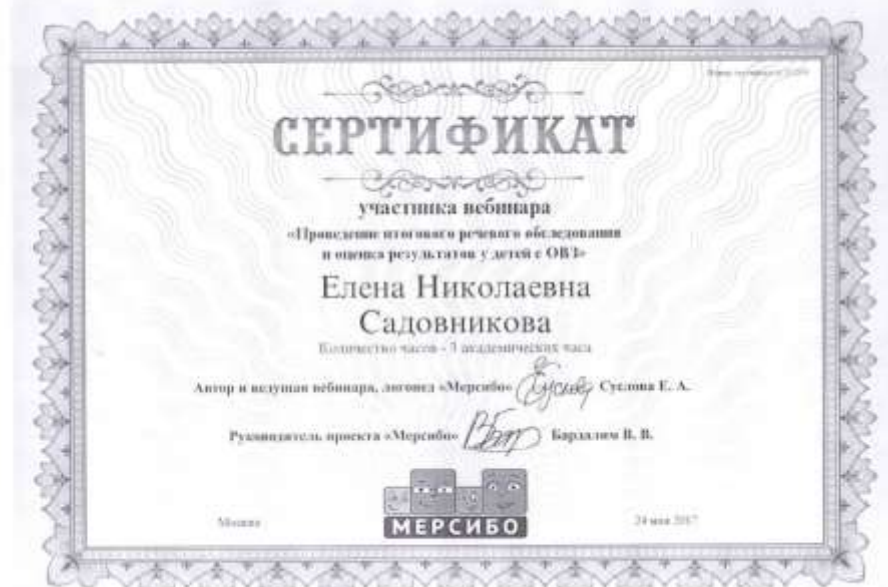 СЕРТИФИКАТ
участника вебинара
«Проведение итогового речевого обследования
и оценка результатов у детей с ОВЗ»
Елена Николаевна
Садовникова
Количество часов - 3 академических часа
Автор и ведущая вебинара, логопед «Мерсибо» Суслова Е. А.
Руководитель проекта «Мерсибо» Бардалим В. В.
МЕРСИБО
Москва
24 мая 2017